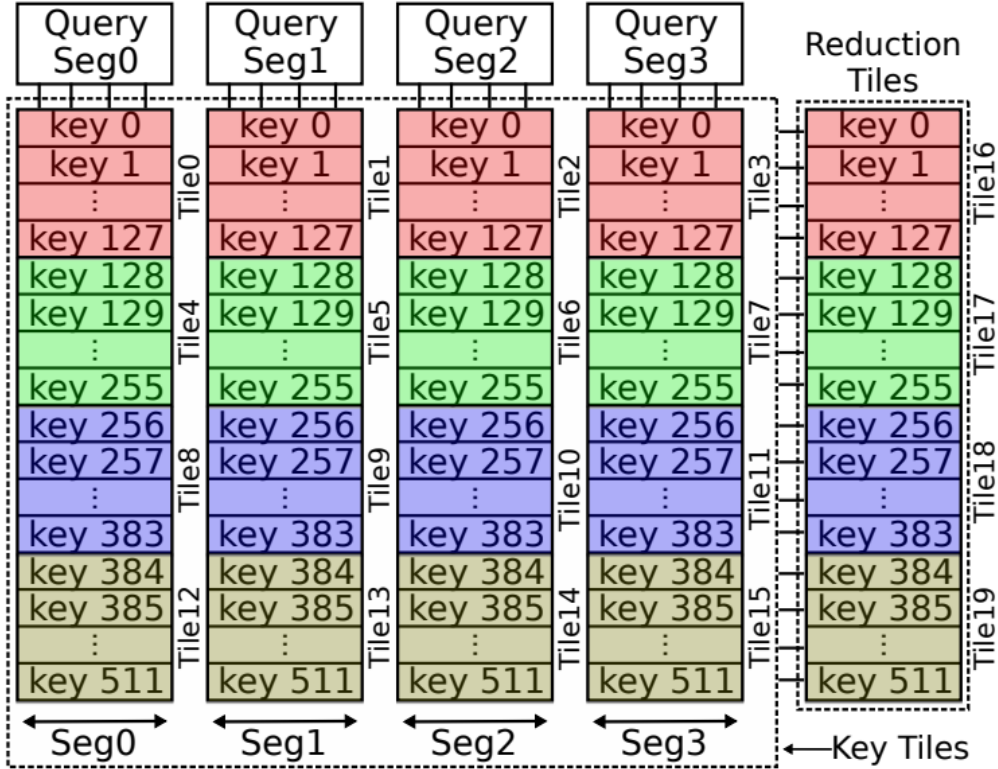 Query Seg0
Query Seg1
Query Seg2
Query Seg3
Reduction Tiles
key 0
key 1
⋮
key 127
key 128
key 129
⋮
key 255
key 256
key 257
⋮
key 383
key 384
key 385
⋮
key 511
Tile0
Tile4
Tile8
Tile12
key 0
key 1
⋮
key 127
key 128
key 129
⋮
key 255
key 256
key 257
⋮
key 383
key 384
key 385
⋮
key 511
Tile1
Tile5
Tile9
Tile13
key 0
key 1
⋮
key 127
key 128
key 129
⋮
key 255
key 256
key 257
⋮
key 383
key 384
key 385
⋮
key 511
Tile2
Tile6
Tile10
Tile14
key 0
key 1
⋮
key 127
key 128
key 129
⋮
key 255
key 256
key 257
⋮
key 383
key 384
key 385
⋮
key 511
Tile3
Tile7
Tile11
Tile15
key 0
key 1
⋮
key 127
key 128
key 129
⋮
key 255
key 256
key 257
⋮
key 383
key 384
key 385
⋮
key 511
Tile16
Tile17
Tile18
Tile19
Seg0
Seg1
Seg2
Seg3
Key Tiles